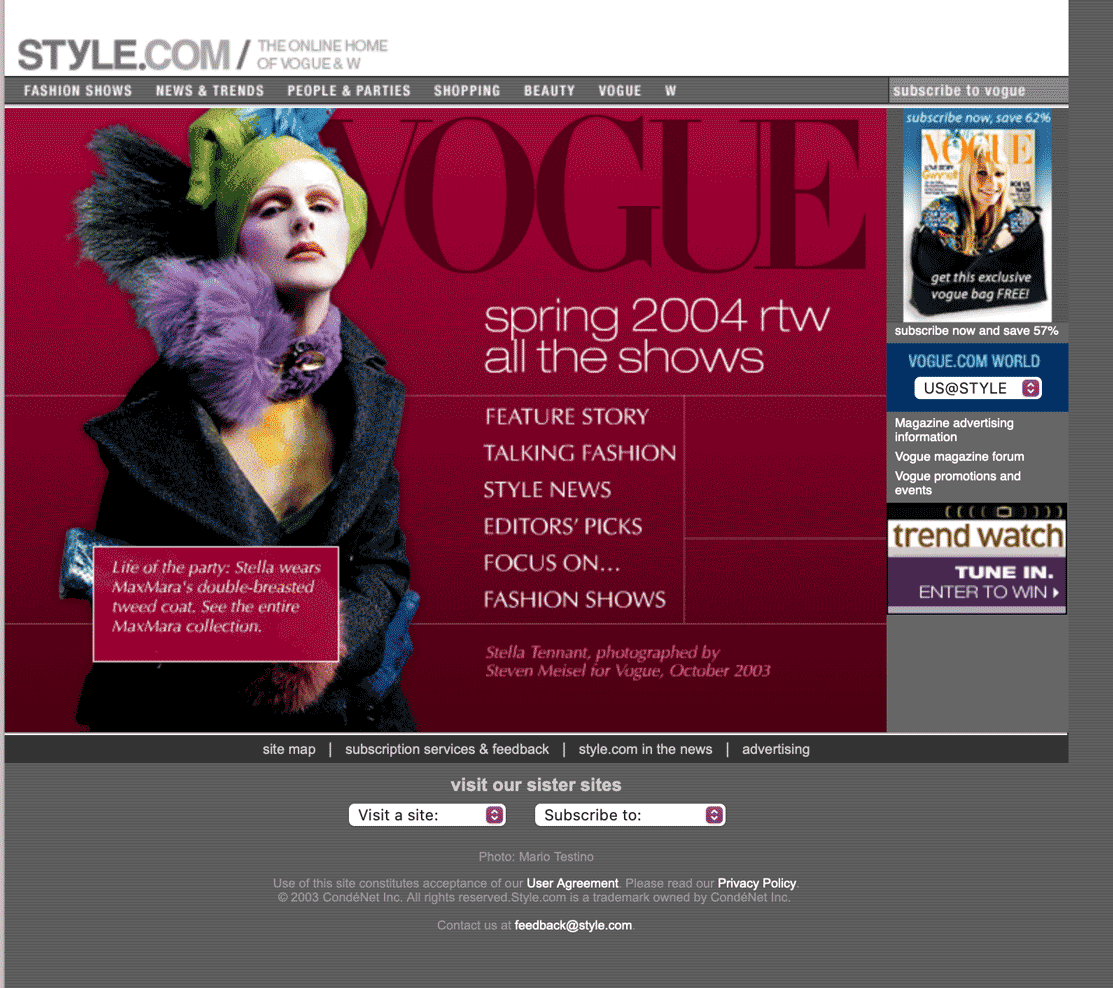 STYLE.COM / THE ONLINE HOME
OF VOGUE & W
FASHION SHOWS NEWS & TRENDS PEOPLE & PARTIES SHOPPING BEAUTY VOGUE W
subscribe to vogue
VOGUE
spring 2004 rtw
all the shows
FEATURE STORY
TALKING FASHION
STYLE NEWS
EDITORS' PICKS
FOCUS ON...
FASHION SHOWS
Life of the party: Stella wears
MaxMara's double-breasted
tweed coat. See the entire
MaxMara collection.
Stella Tennant, photographed by
Steven Meisel for Vogue, October 2003
subscribe now, save 62%
VOGUE
get this exclusive
vogue bag FREE!
subscribe now and save 57%
VOGUE.COM WORLD
US@STYLE
Magazine advertising
information
Vogue magazine forum
Vogue promotions and
events
trend watch
TUNE IN.
ENTER TO WIN
site map | subscription services & feedback | style.com in the news | advertising
visit our sister sites
Visit a site: Subscribe to:
Photo: Mario Testino
Use of this site constitutes acceptance of our User Agreement. Please read our Privacy Policy.
© 2003 CondéNet Inc. All rights reserved.Style.com is a trademark owned by CondéNet Inc.
Contact us at feedback@style.com.